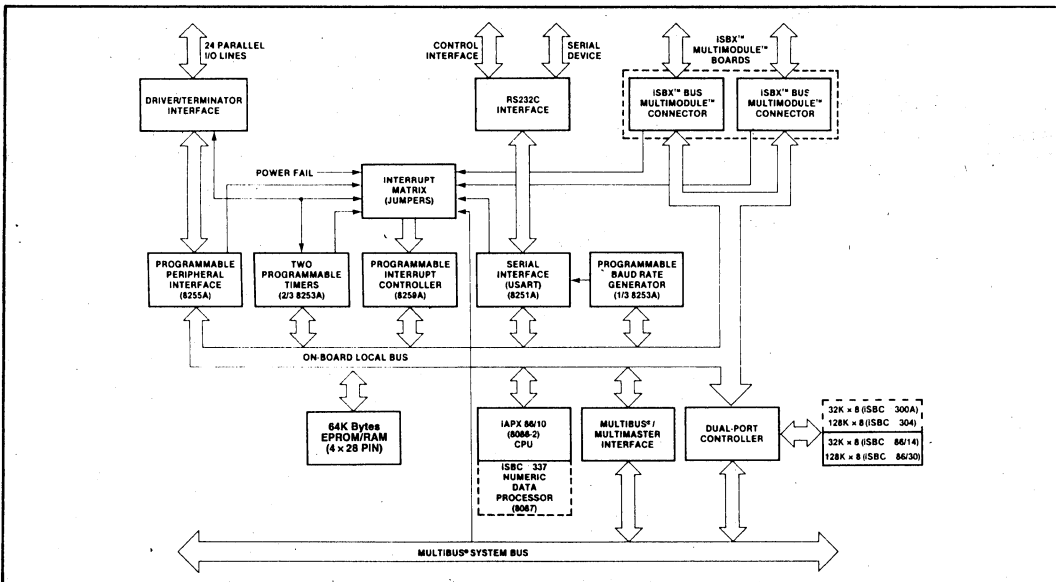 24 PARALLEL
I/O LINES
CONTROL
INTERFACE
SERIAL
DEVICE
iSBX™
MULTIMODULE™
BOARDS
DRIVER/TERMINATOR
INTERFACE
RS232C
INTERFACE
iSBX™ BUS
MULTIMODULE™
CONNECTOR
iSBX™ BUS
MULTIMODULE™
CONNECTOR
POWER FAIL
INTERRUPT
MATRIX
(JUMPERS)
PROGRAMMABLE
PERIPHERAL
INTERFACE
(8255A)
TWO
PROGRAMMABLE
TIMERS
(2/3 8253A)
PROGRAMMABLE
INTERRUPT
CONTROLLER
(8259A)
SERIAL
INTERFACE
(USART)
(8251A)
PROGRAMMABLE
BAUD RATE
GENERATOR
(1/3 8253A)
ON-BOARD LOCAL BUS
64K Bytes
EPROM/RAM
(4 × 28 PIN)
iAPX 86/10
(8086-2)
CPU
iSBC 337
NUMERIC
DATA
PROCESSOR
(8087)
MULTIBUS®/
MULTIMASTER
INTERFACE
DUAL-PORT
CONTROLLER
32K × 8 (iSBC 300A)
128K × 8 (iSBC 304)
32K × 8 (iSBC 86/14)
128K × 8 (iSBC 86/30)
MULTIBUS® SYSTEM BUS